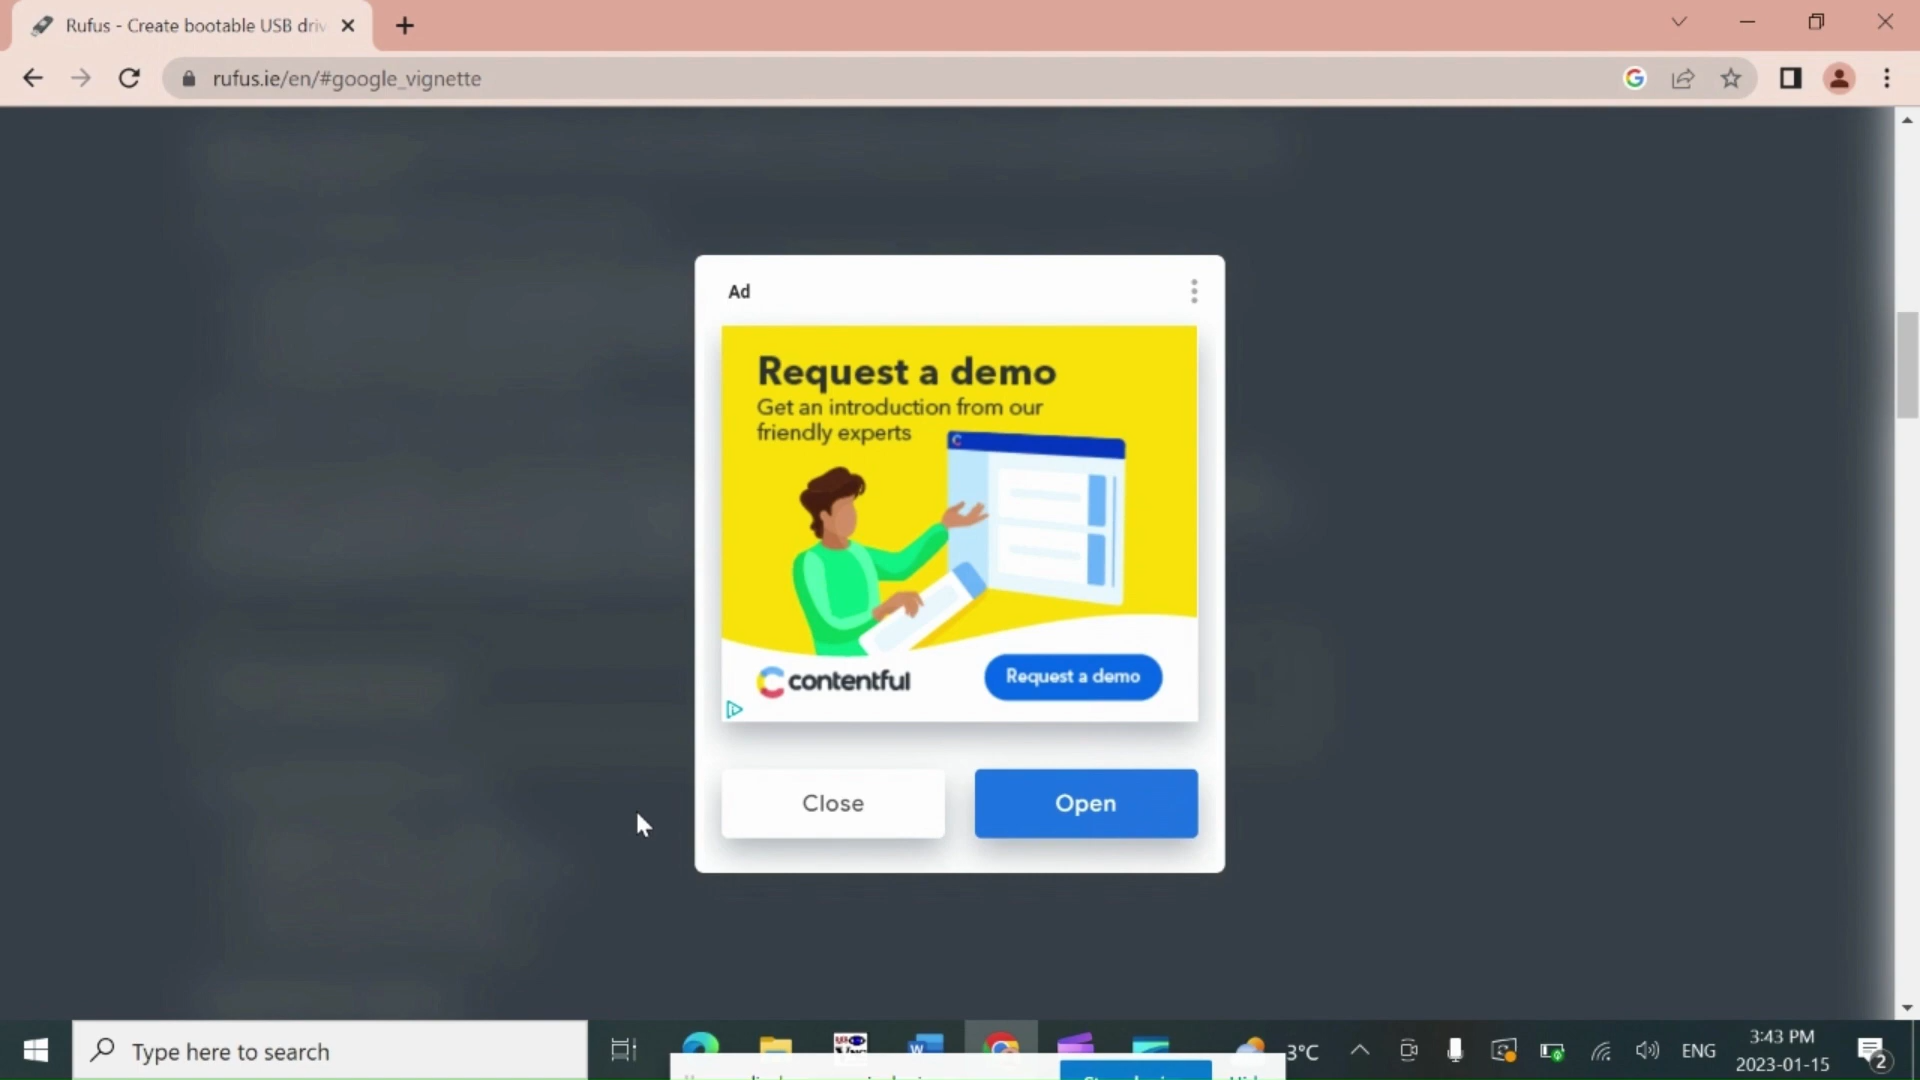 Rufus - Create bootable USB driv
rufus.ie/en/#google_vignette
Ad
Request a demo
Get an introduction from our
friendly experts
contentful
Request a demo
Close
Open
Type here to search
3°C
ENG
3:43 PM
2023-01-15
2